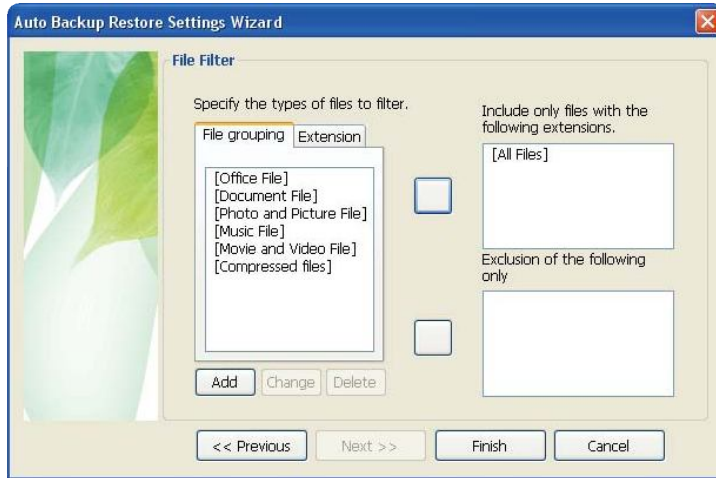 Auto Backup Restore Settings Wizard
File Filter
Specify the types of files to filter.
File grouping
Extension
[Office File]
[Document File]
[Photo and Picture File]
[Music File]
[Movie and Video File]
[Compressed files]
Add
Change
Delete
Include only files with the
following extensions.
[All Files]
Exclusion of the following
only
<< Previous
Next >>
Finish
Cancel